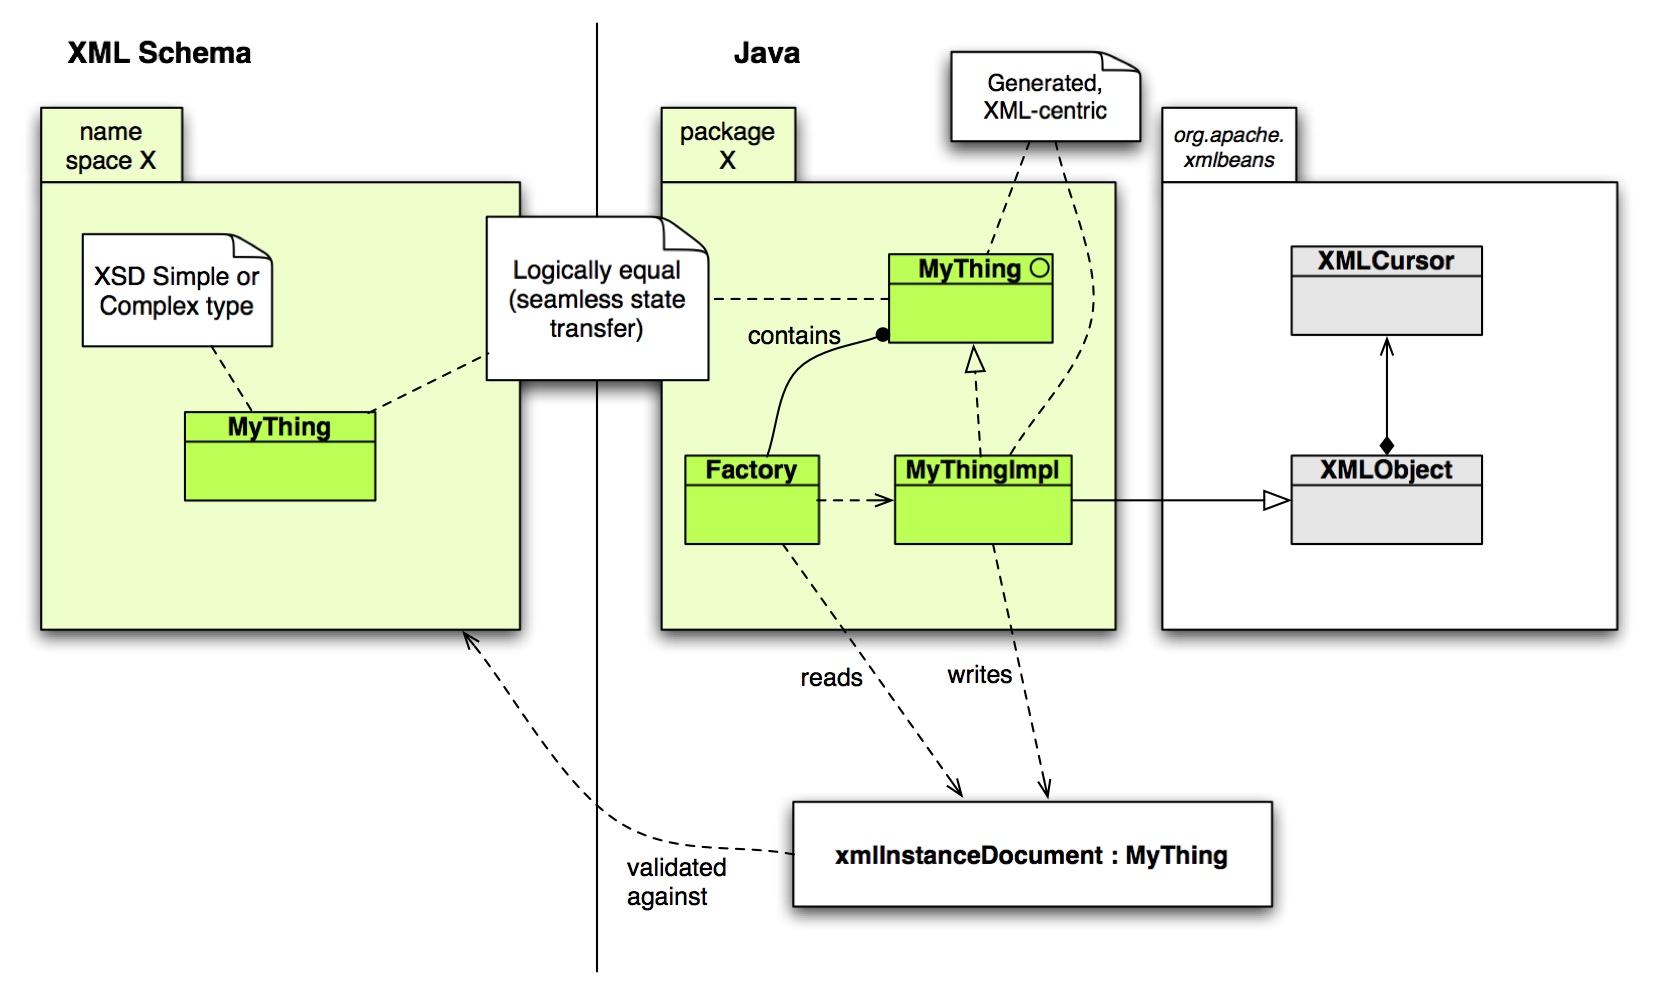 XML Schema
Java
Generated,
XML-centric
name
space X
package
X
org.apache.
xmlbeans
XSD Simple or
Complex type
Logically equal
(seamless state
transfer)
MyThing
XMLCursor
contains
MyThing
Factory
MyThingImpl
XMLObject
reads
writes
validated
against
xmlInstanceDocument : MyThing